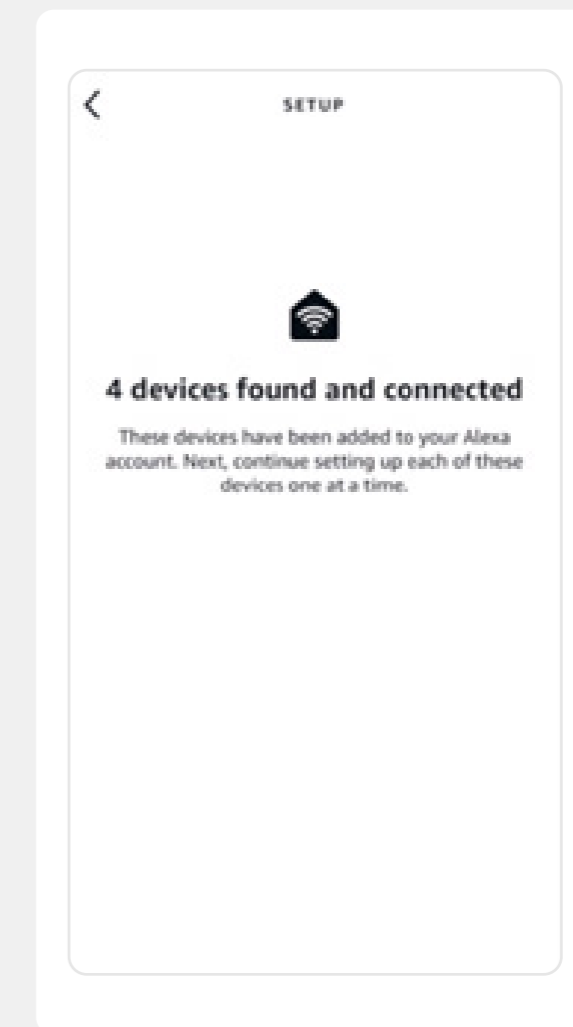 SETUP
4 devices found and connected
These devices have been added to your Alexa
account. Next, continue setting up each of these
devices one at a time.